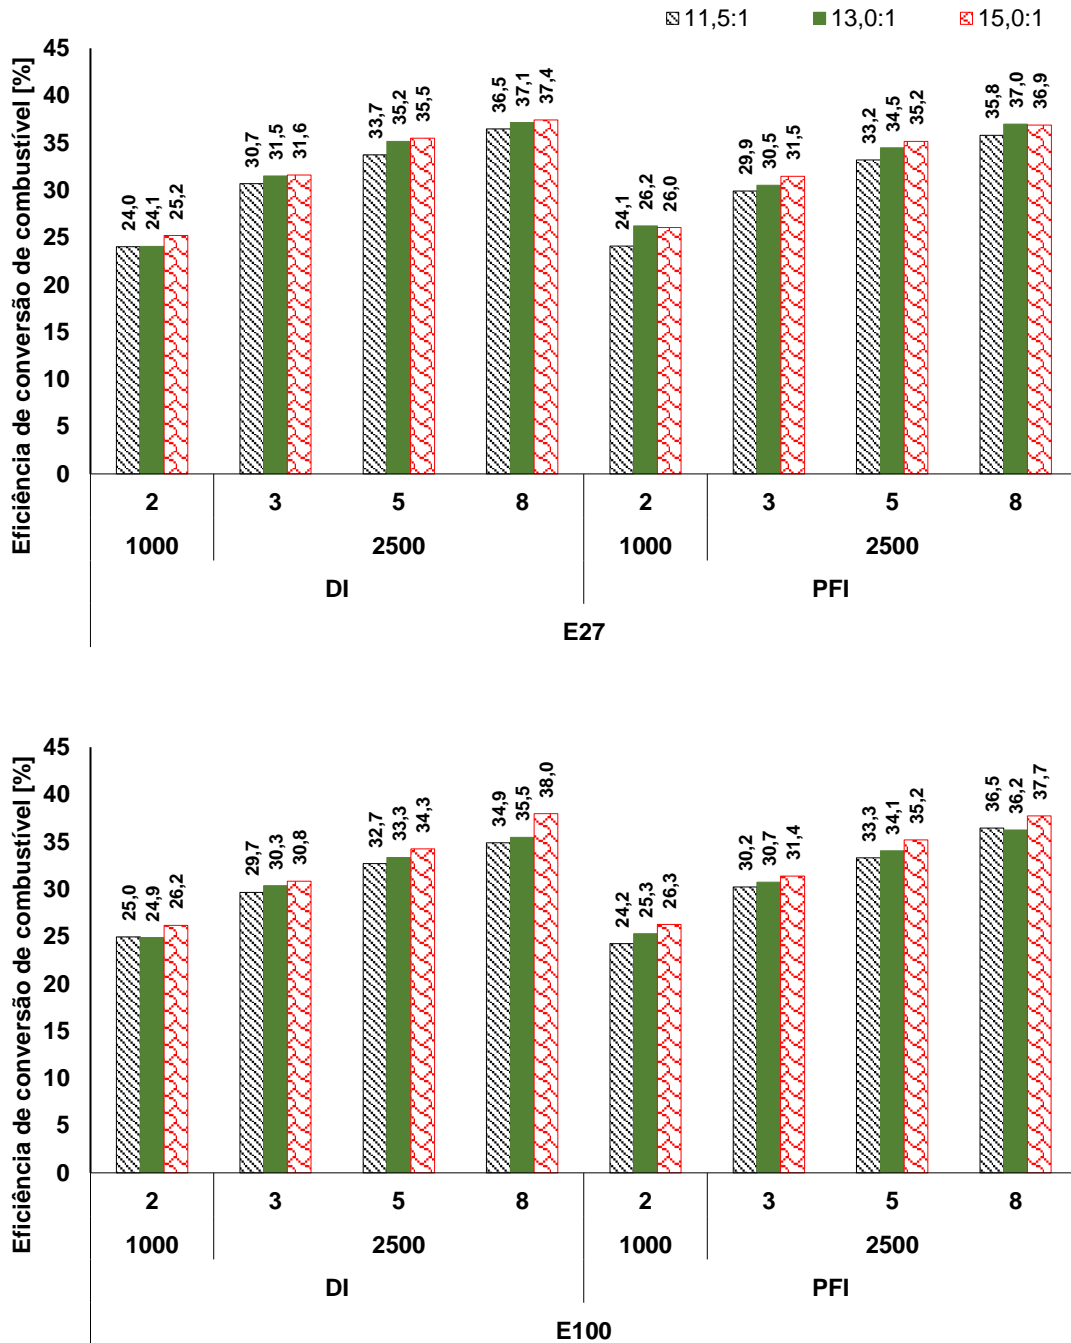 11,5:1 13,0:1 15,0:1
Eficiência de conversão de combustível [%]
45
40
35
30
25
20
15
10
5
0
24,0 24,1 25,2 30,7 31,5 31,6 33,7 35,2 35,5 36,5 37,1 37,4 24,1 26,2 26,0 29,9 30,5 31,5 33,2 34,5 35,2 35,8 37,0 36,9
2 3 5 8 2 3 5 8
1000 2500 1000 2500
DI PFI
E27
Eficiência de conversão de combustível [%]
45
40
35
30
25
20
15
10
5
0
25,0 24,9 26,2 29,7 30,3 30,8 32,7 33,3 34,3 34,9 35,5 38,0 24,2 25,3 26,3 30,2 30,7 31,4 33,3 34,1 35,2 36,5 36,2 37,7
2 3 5 8 2 3 5 8
1000 2500 1000 2500
DI PFI
E100